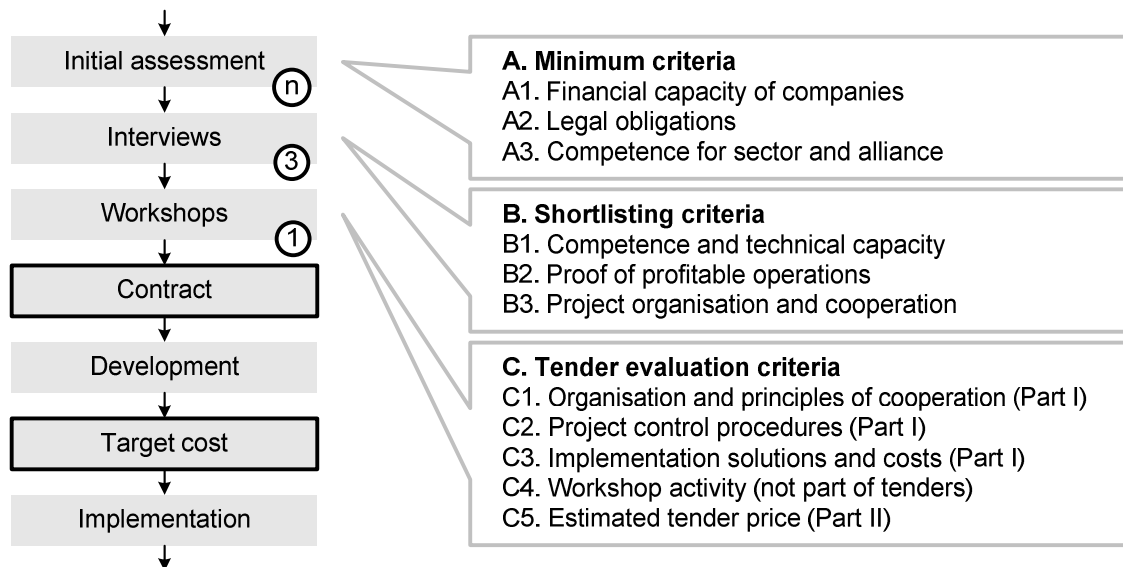 Initial assessment
n
Interviews
3
Workshops
1
Contract
Development
Target cost
Implementation
A. Minimum criteria
A1. Financial capacity of companies
A2. Legal obligations
A3. Competence for sector and alliance
B. Shortlisting criteria
B1. Competence and technical capacity
B2. Proof of profitable operations
B3. Project organisation and cooperation
C. Tender evaluation criteria
C1. Organisation and principles of cooperation (Part I)
C2. Project control procedures (Part I)
C3. Implementation solutions and costs (Part I)
C4. Workshop activity (not part of tenders)
C5. Estimated tender price (Part II)